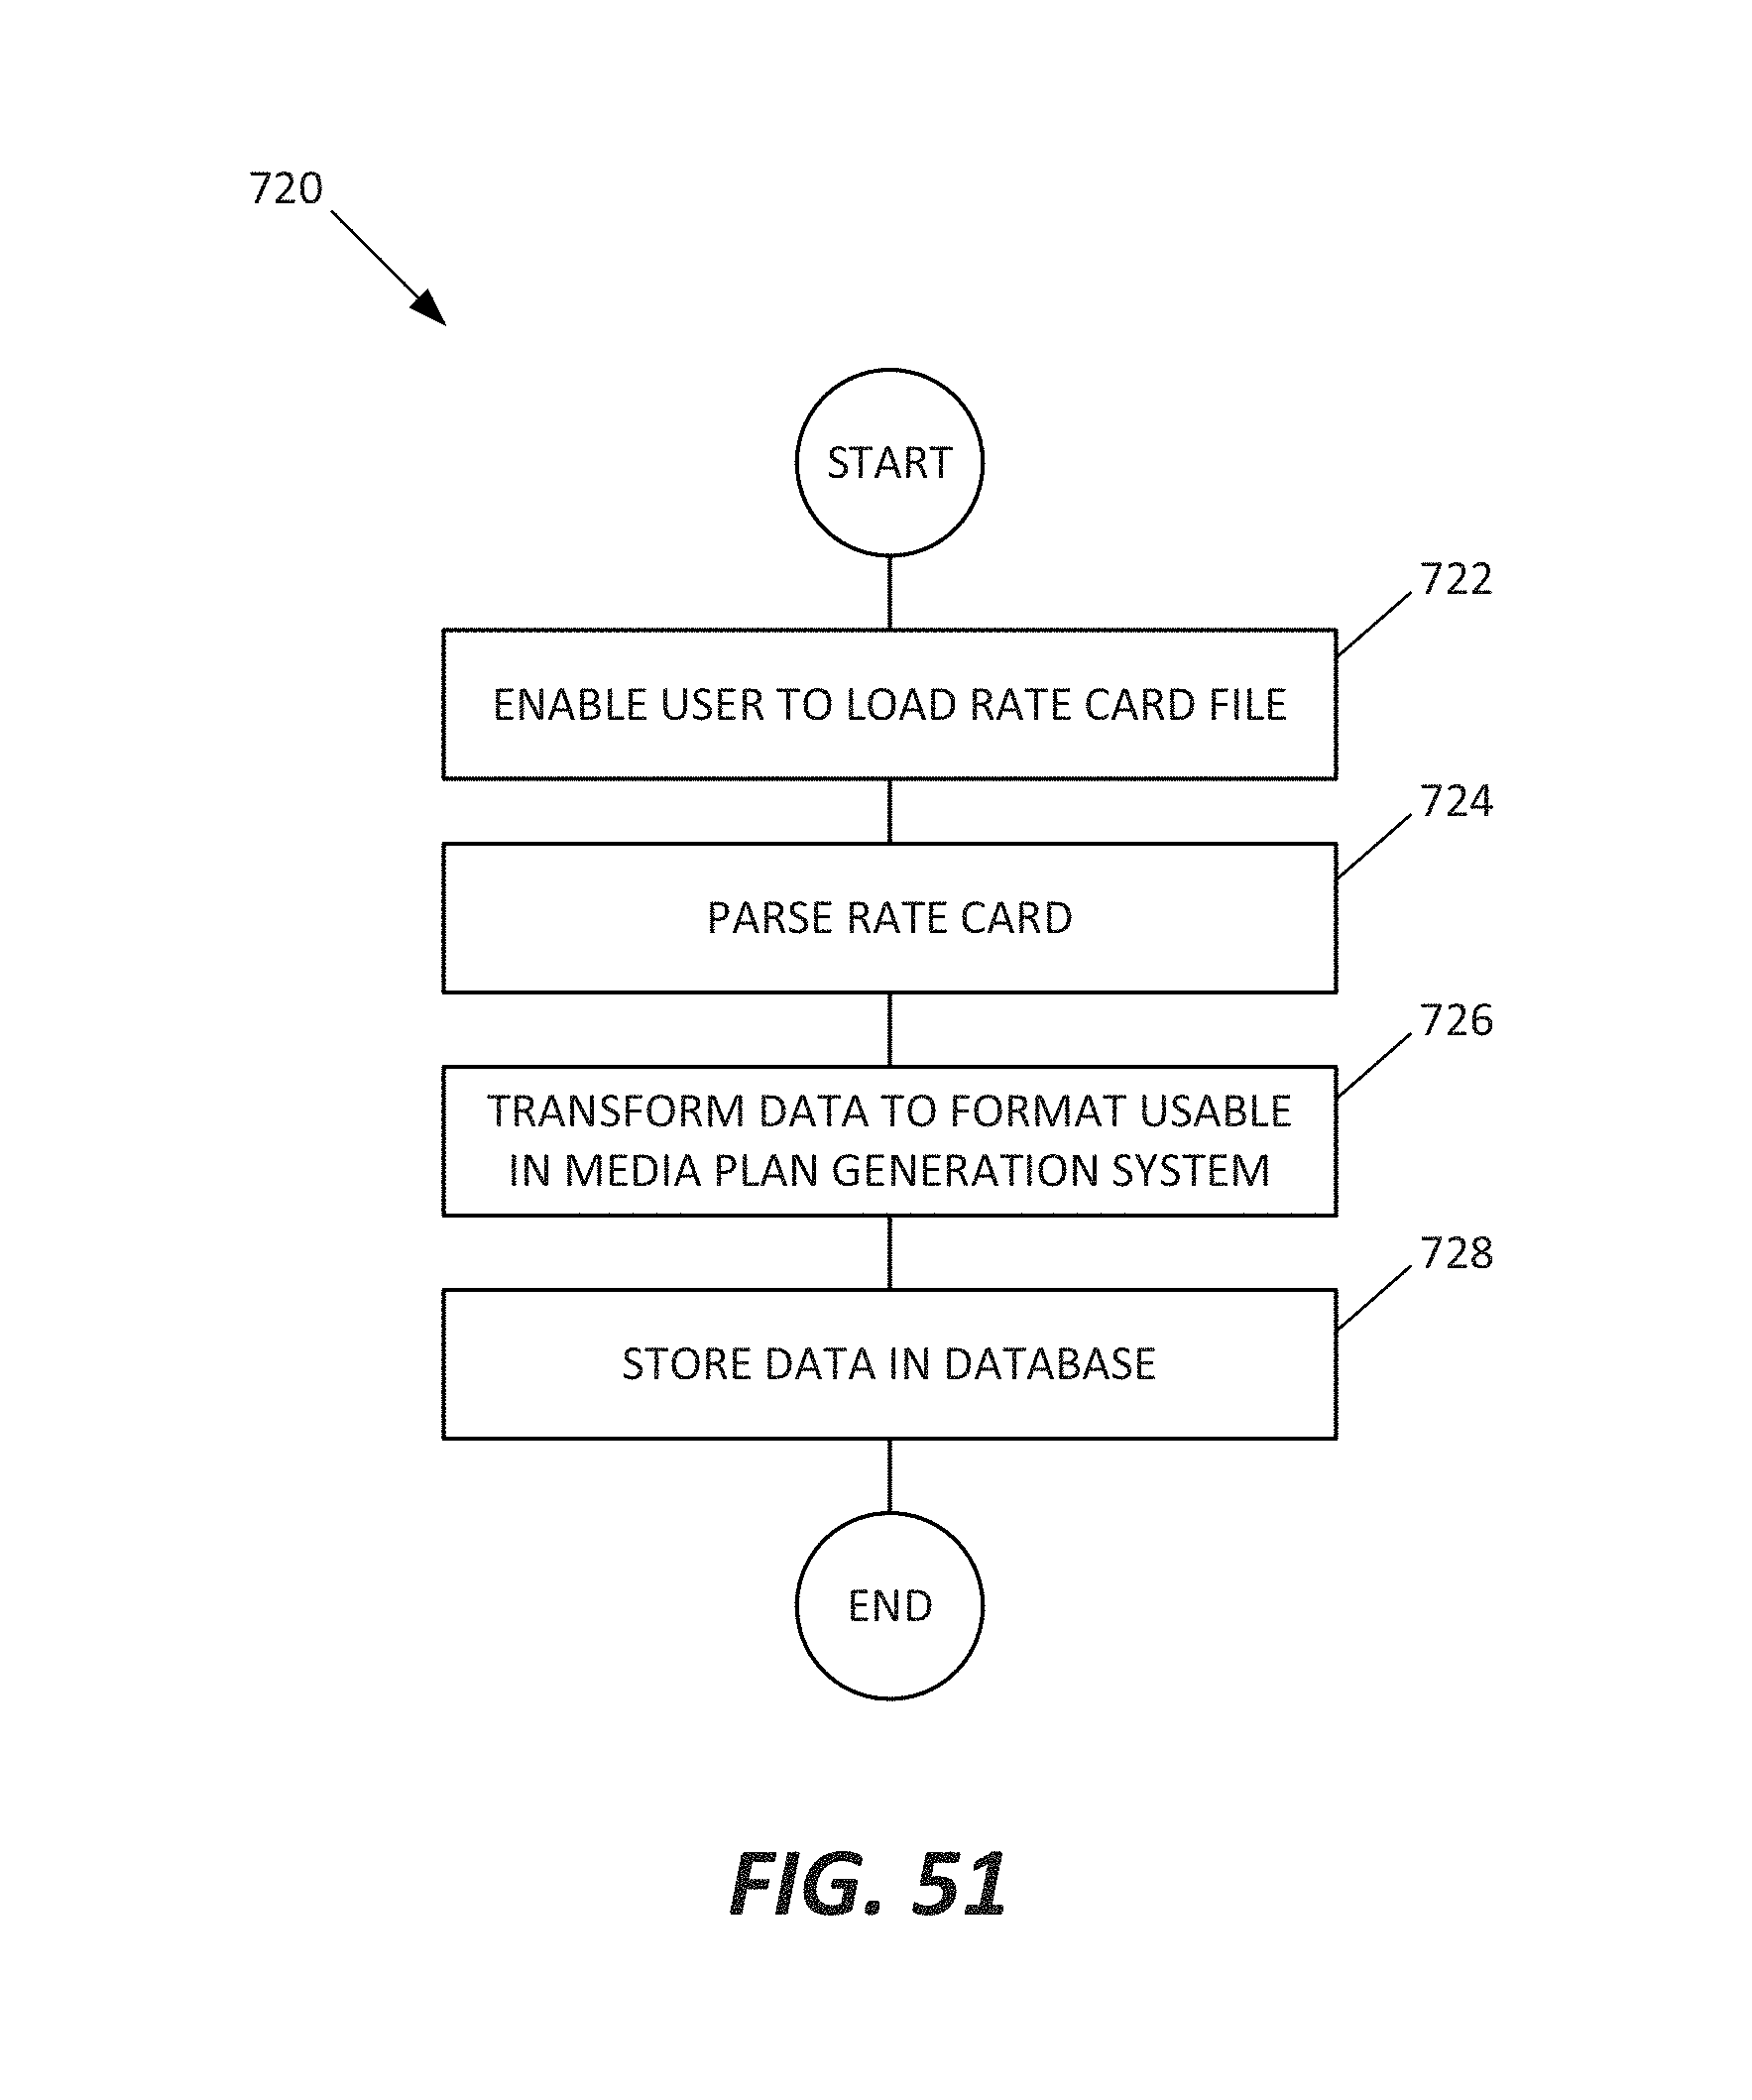 720
START
722
ENABLE USER TO LOAD RATE CARD FILE
724
PARSE RATE CARD
726
TRANSFORM DATA TO FORMAT USABLE
IN MEDIA PLAN GENERATION SYSTEM
728
STORE DATA IN DATABASE
END
FIG. 51